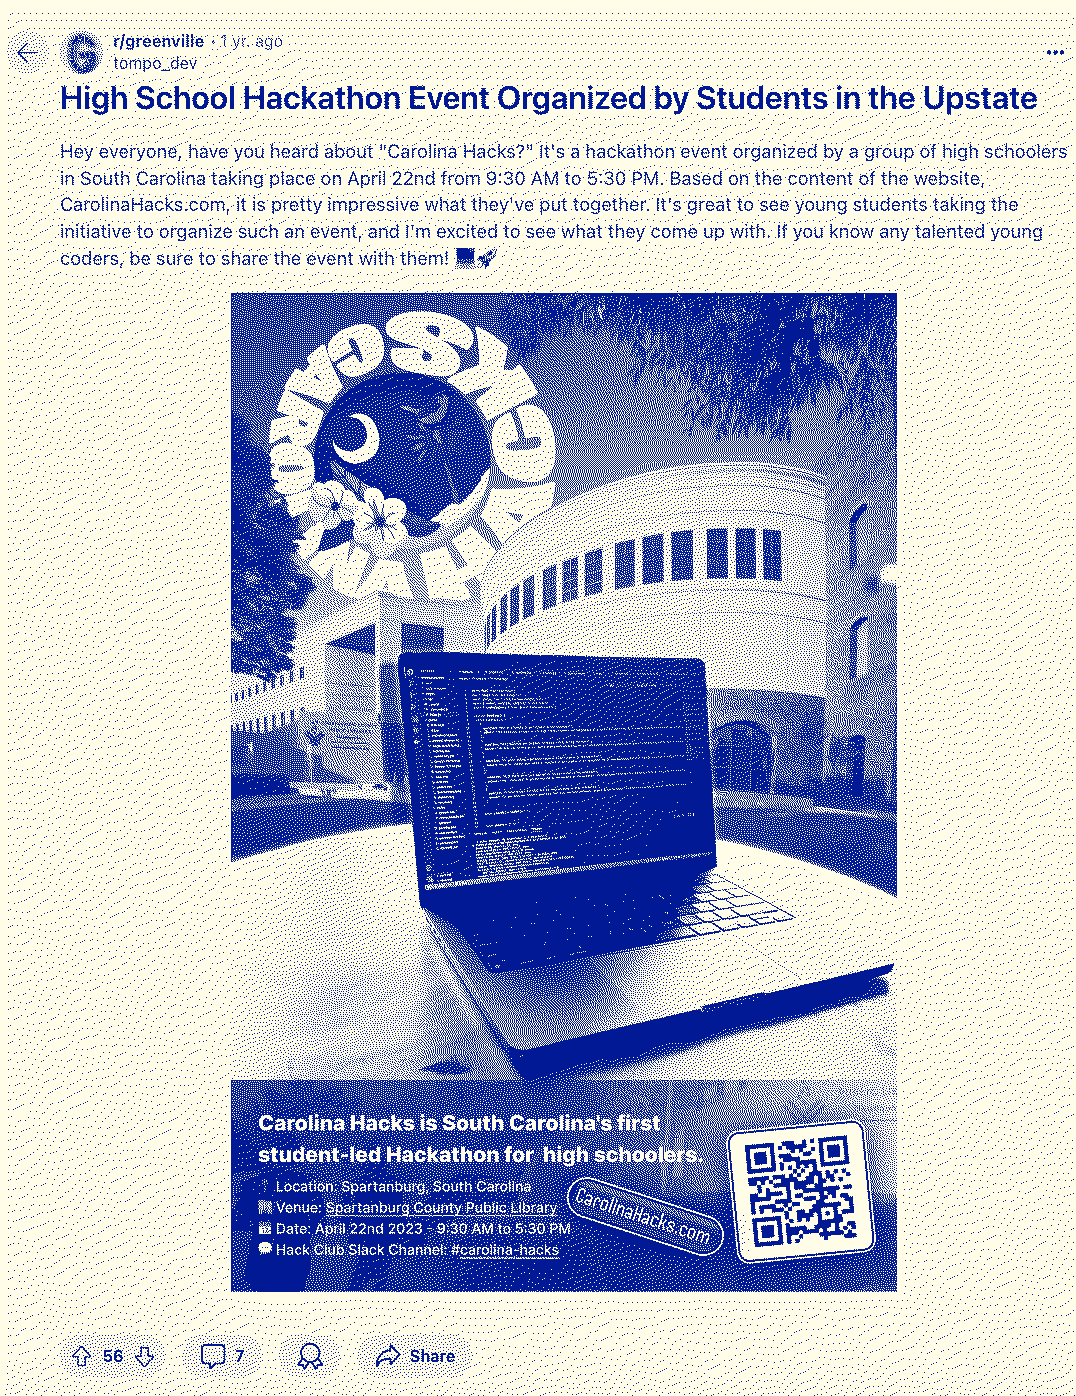 r/greenville • 1 yr. ago
tompo_dev
High School Hackathon Event Organized by Students in the Upstate
Hey everyone, have you heard about "Carolina Hacks?" It's a hackathon event organized by a group of high schoolers
in South Carolina taking place on April 22nd from 9:30 AM to 5:30 PM. Based on the content of the website,
CarolinaHacks.com, it is pretty impressive what they've put together. It's great to see young students taking the
initiative to organize such an event, and I'm excited to see what they come up with. If you know any talented young
coders, be sure to share the event with them! 💻🚀
Carolina Hacks is South Carolina's first
student-led Hackathon for high schoolers.
Location: Spartanburg, South Carolina
Venue: Spartanburg County Public Library
Date: April 22nd 2023 - 9:30 AM to 5:30 PM
Hack Club Slack Channel: #carolina-hacks
CarolinaHacks.com
56
7
Share